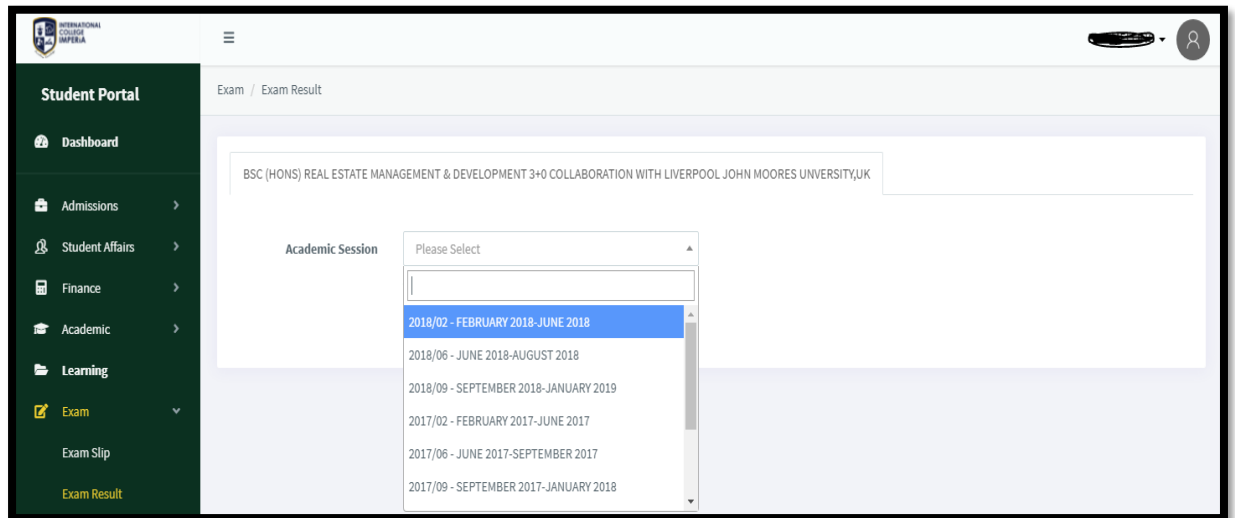 INTERNATIONAL
COLLEGE
IMPERIA
Student Portal
Dashboard
Admissions
Student Affairs
Finance
Academic
Learning
Exam
Exam Slip
Exam Result
Exam / Exam Result
BSC (HONS) REAL ESTATE MANAGEMENT & DEVELOPMENT 3+0 COLLABORATION WITH LIVERPOOL JOHN MOORES UNVERSITY,UK
Academic Session
Please Select
2018/02 - FEBRUARY 2018-JUNE 2018
2018/06 - JUNE 2018-AUGUST 2018
2018/09 - SEPTEMBER 2018-JANUARY 2019
2017/02 - FEBRUARY 2017-JUNE 2017
2017/06 - JUNE 2017-SEPTEMBER 2017
2017/09 - SEPTEMBER 2017-JANUARY 2018